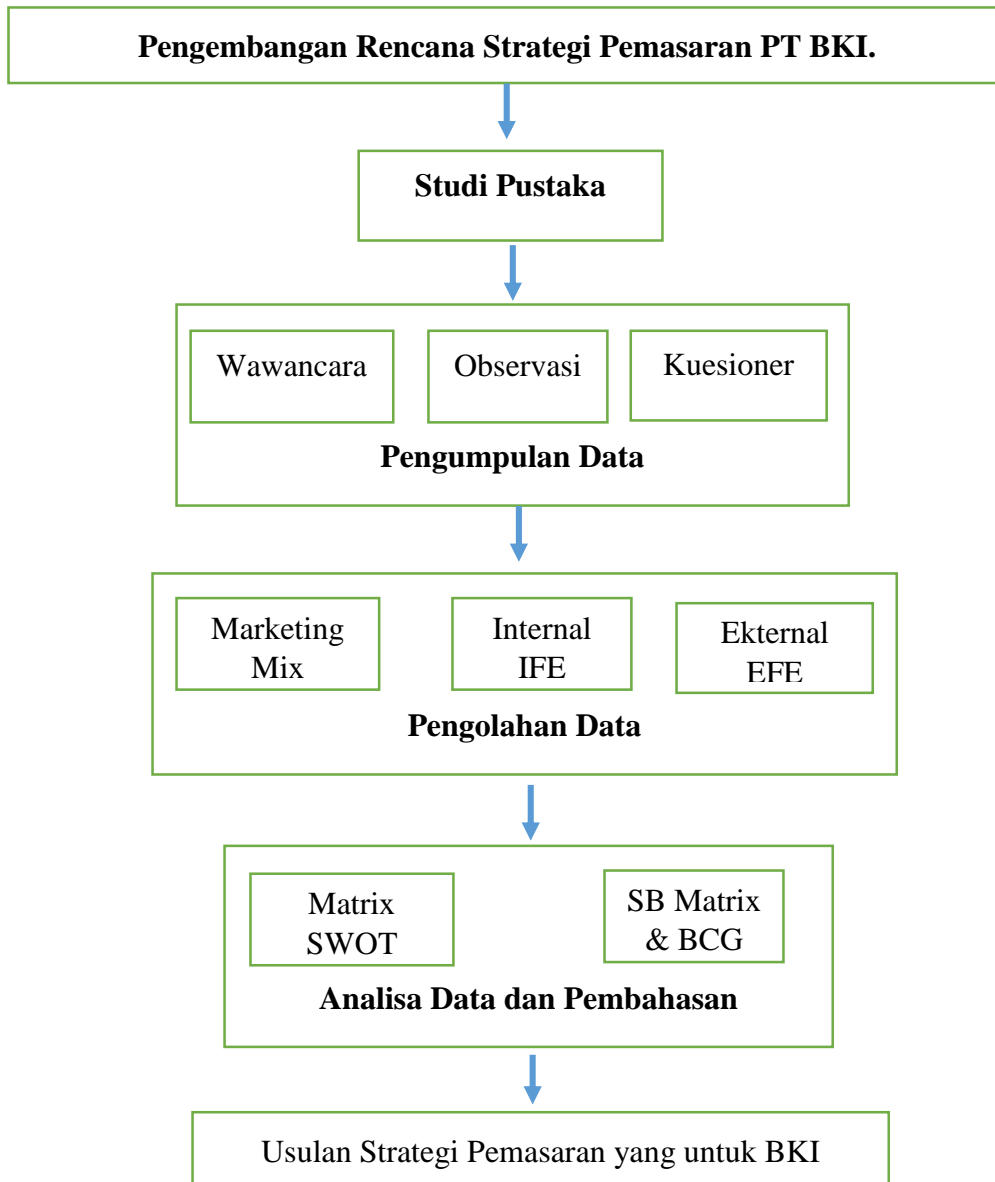 Pengembangan Rencana Strategi Pemasaran PT BKI.
Studi Pustaka
Wawancara
Observasi
Kuesioner
Pengumpulan Data
Marketing
Mix
Internal
IFE
Ekternal
EFE
Pengolahan Data
Matrix
SWOT
SB Matrix
& BCG
Analisa Data dan Pembahasan
Usulan Strategi Pemasaran yang untuk BKI